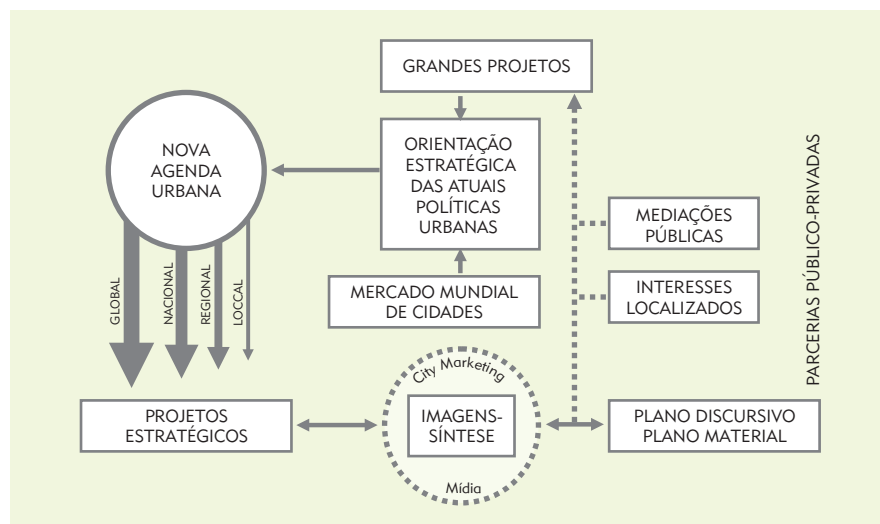 GRANDES PROJETOS
NOVA
AGENDA
URBANA
ORIENTAÇÃO
ESTRATÉGICA
DAS ATUAIS
POLÍTICAS
URBANAS
MEDIAÇÕES
PÚBLICAS
INTERESSES
LOCALIZADOS
PARCERIAS PÚBLICO-PRIVADAS
MERCADO MUNDIAL
DE CIDADES
GLOBAL
NACIONAL
REGIONAL
LOCCAL
PROJETOS
ESTRATÉGICOS
City Marketing
IMAGENS-
SÍNTESE
Mídia
PLANO DISCURSIVO
PLANO MATERIAL